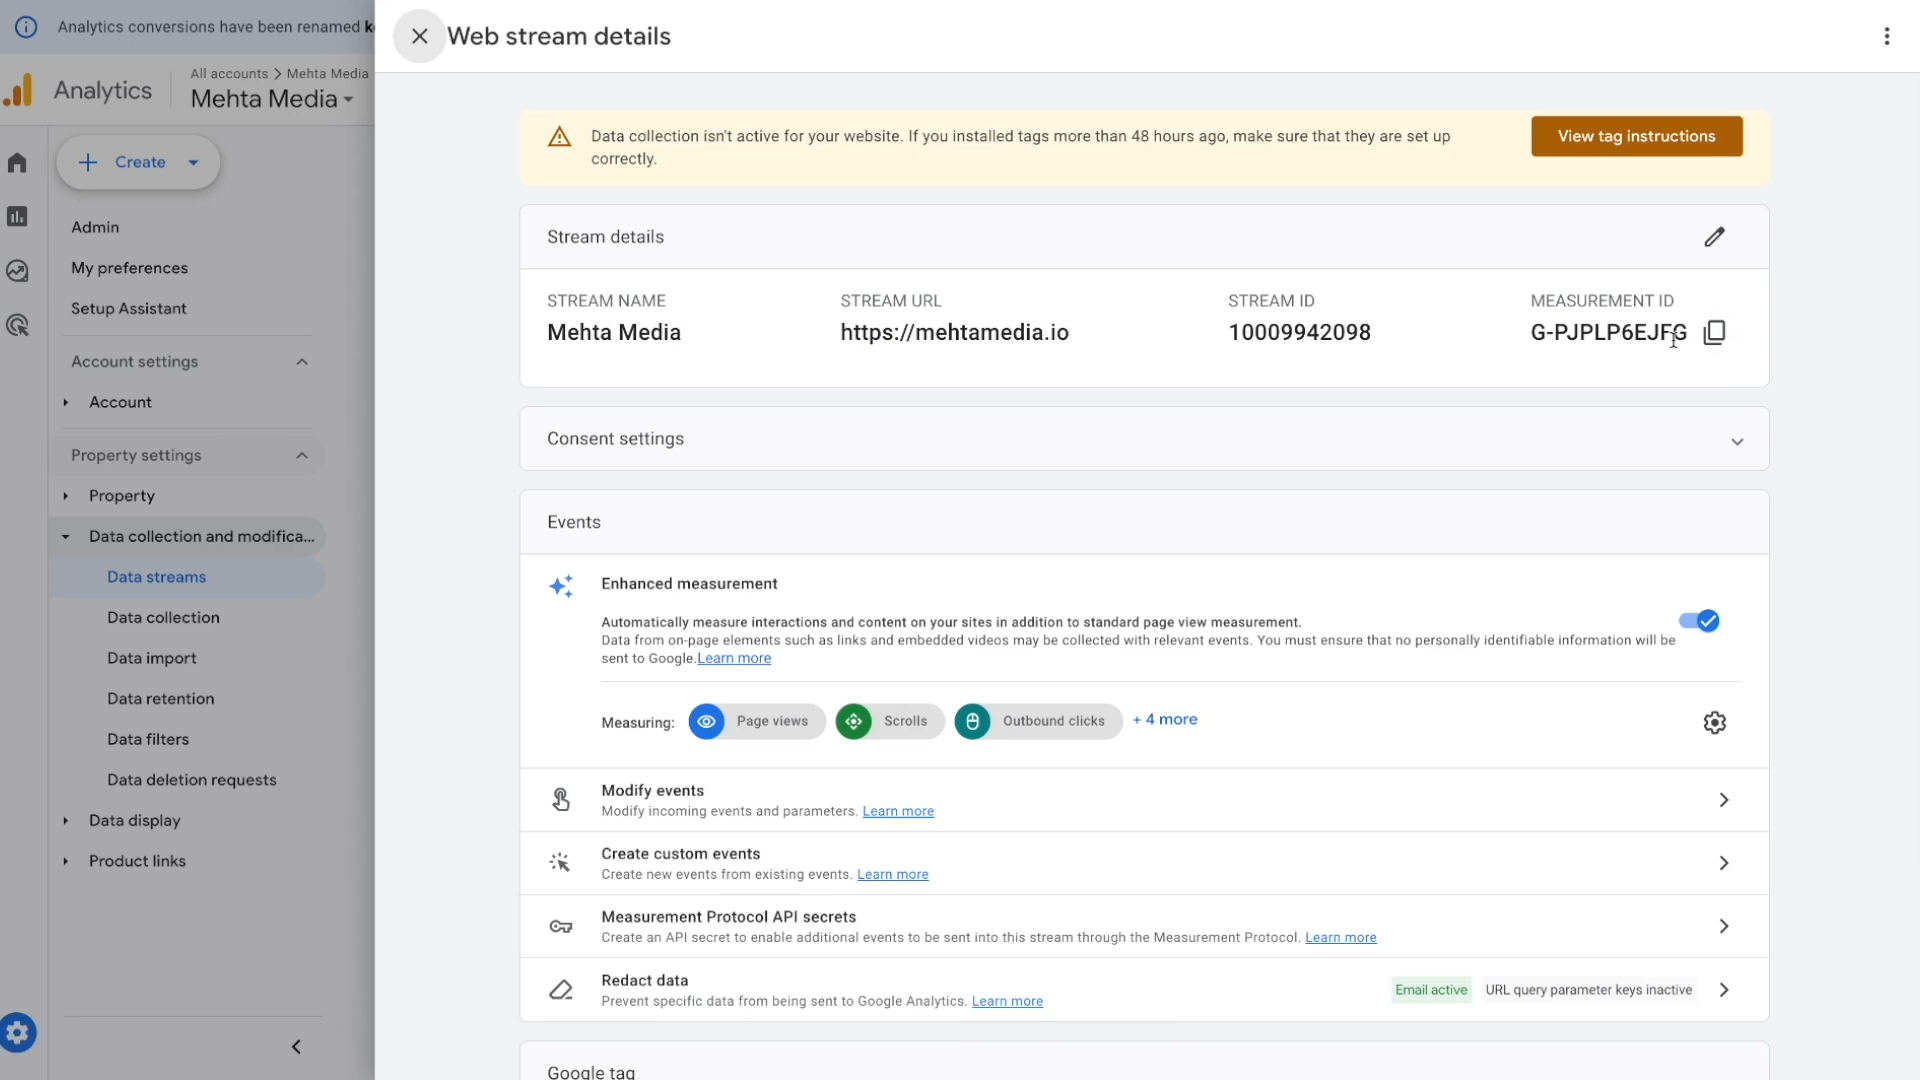 Analytics conversions have been renamed k
Web stream details
Analytics
All accounts > Mehta Media
Mehta Media
Create
Admin
My preferences
Setup Assistant
Account settings
Account
Property settings
Property
Data collection and modifica...
Data streams
Data collection
Data import
Data retention
Data filters
Data deletion requests
Data display
Product links
Data collection isn't active for your website. If you installed tags more than 48 hours ago, make sure that they are set up
correctly.
View tag instructions
Stream details
STREAM NAME STREAM URL STREAM ID MEASUREMENT ID
Mehta Media https://mehtamedia.io 10009942098 G-PJPLP6EJFG
Consent settings
Events
Enhanced measurement
Automatically measure interactions and content on your sites in addition to standard page view measurement.
Data from on-page elements such as links and embedded videos may be collected with relevant events. You must ensure that no personally identifiable information will be
sent to Google.Learn more
Measuring: Page views Scrolls Outbound clicks + 4 more
Modify events
Modify incoming events and parameters. Learn more
Create custom events
Create new events from existing events. Learn more
Measurement Protocol API secrets
Create an API secret to enable additional events to be sent into this stream through the Measurement Protocol. Learn more
Redact data
Prevent specific data from being sent to Google Analytics. Learn more
Email active URL query parameter keys inactive
Google tag